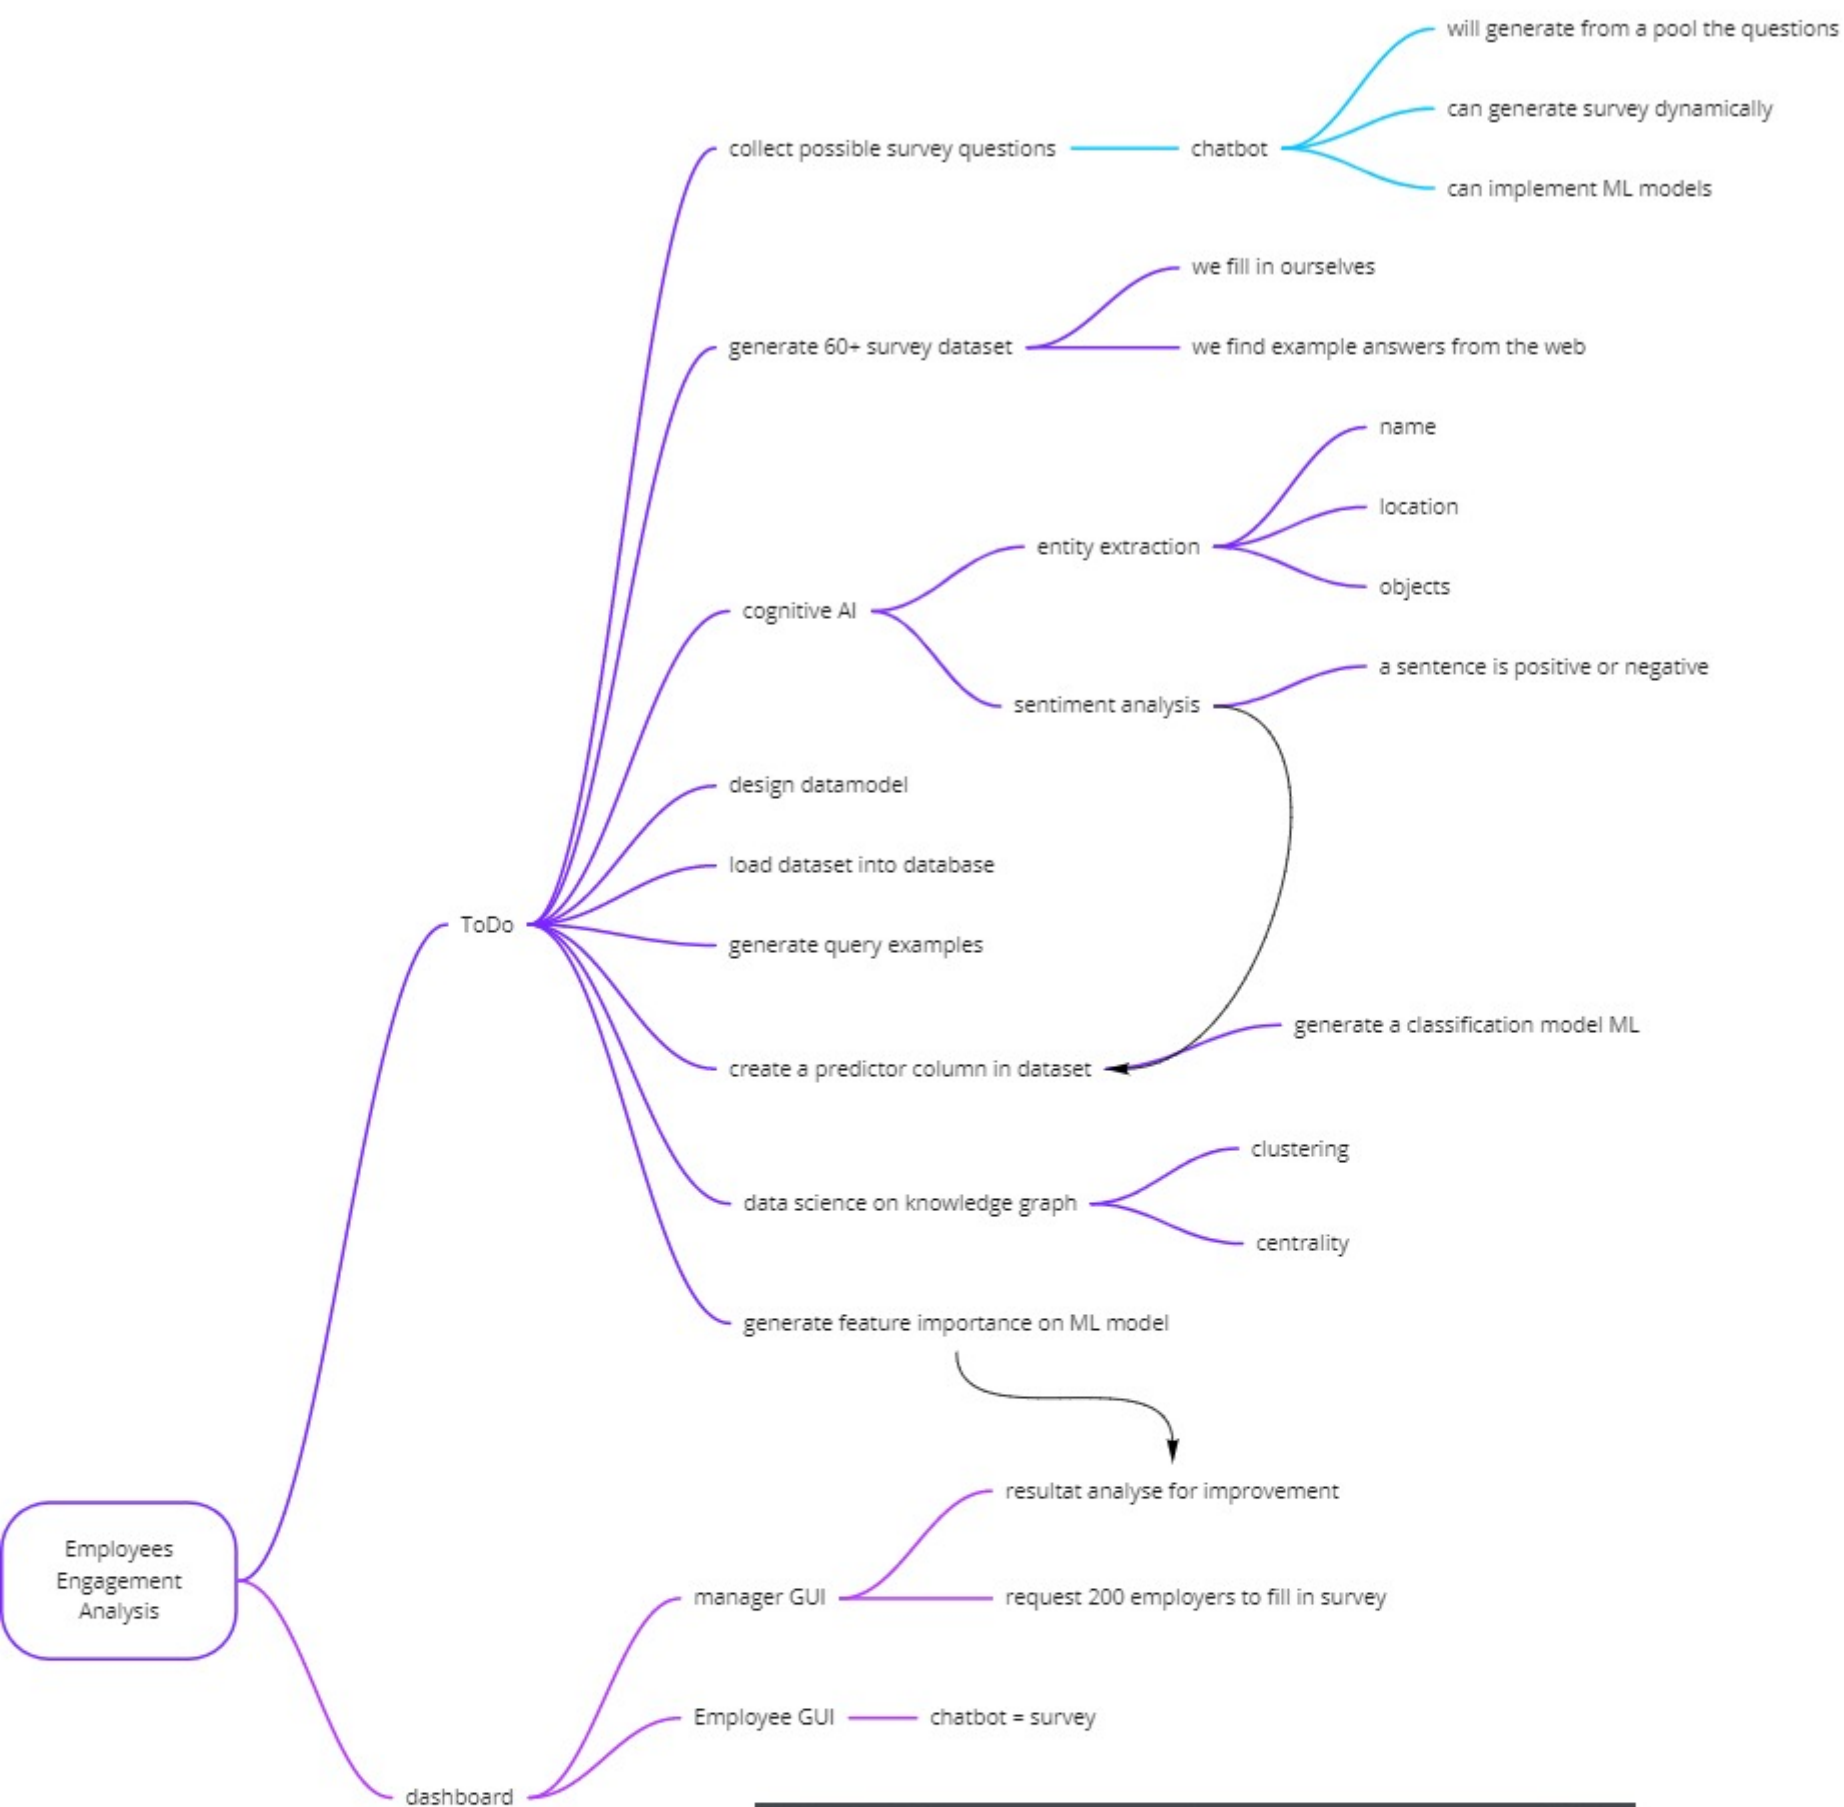 will generate from a pool the questions
can generate survey dynamically
collect possible survey questions
chatbot
can implement ML models
we fill in ourselves
generate 60+ survey dataset
we find example answers from the web
name
location
entity extraction
objects
cognitive AI
a sentence is positive or negative
sentiment analysis
design datamodel
load dataset into database
ToDo
generate query examples
generate a classification model ML
create a predictor column in dataset
clustering
data science on knowledge graph
centrality
generate feature importance on ML model
resultat analyse for improvement
Employees
Engagement
Analysis
manager GUI
request 200 employers to fill in survey
Employee GUI
chatbot = survey
dashboard